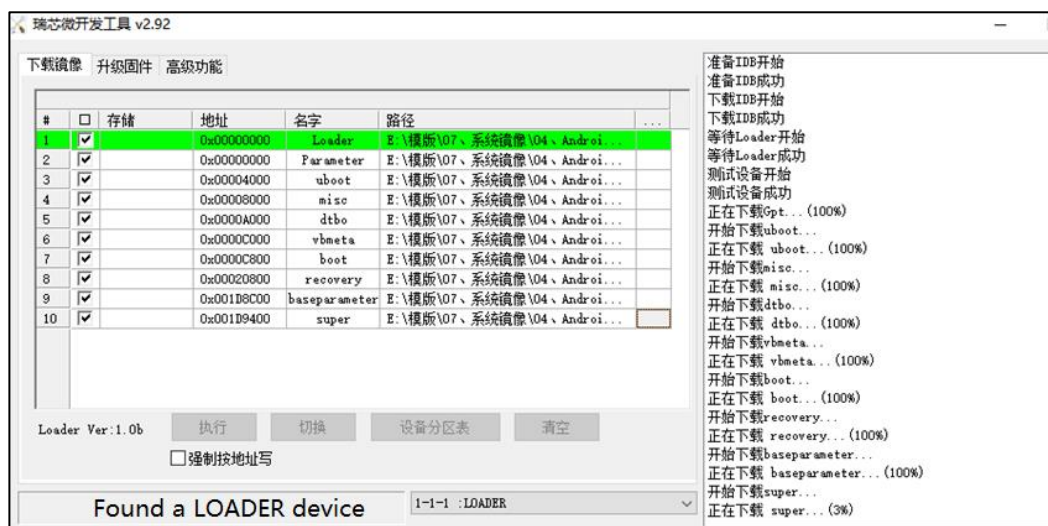 瑞芯微开发工具 v2.92
下载镜像 升级固件 高级功能
# 存储 地址 名字 路径 ...
1 0x00000000 Loader E:\模版\07、系统镜像\04、Androi...
2 0x00000000 Parameter E:\模版\07、系统镜像\04、Androi...
3 0x00004000 uboot E:\模版\07、系统镜像\04、Androi...
4 0x00008000 misc E:\模版\07、系统镜像\04、Androi...
5 0x0000A000 dtbo E:\模版\07、系统镜像\04、Androi...
6 0x0000C000 vbmeta E:\模版\07、系统镜像\04、Androi...
7 0x0000C800 boot E:\模版\07、系统镜像\04、Androi...
8 0x00020800 recovery E:\模版\07、系统镜像\04、Androi...
9 0x001D8C00 baseparameter E:\模版\07、系统镜像\04、Androi...
10 0x001D9400 super E:\模版\07、系统镜像\04、Androi...
Loader Ver:1.0b 执行 切换 设备分区表 清空
强制按地址写
Found a LOADER device 1-1-1 :LOADER
准备IDB开始
准备IDB成功
下载IDB开始
下载IDB成功
等待Loader开始
等待Loader成功
测试设备开始
测试设备成功
正在下载Gpt...(100%)
开始下载uboot...
正在下载 uboot...(100%)
开始下载misc...
正在下载 misc...(100%)
开始下载dtbo...
正在下载 dtbo...(100%)
开始下载vbmeta...
正在下载 vbmeta...(100%)
开始下载boot...
正在下载 boot...(100%)
开始下载recovery...
正在下载 recovery...(100%)
开始下载baseparameter...
正在下载 baseparameter...(100%)
开始下载super...
正在下载 super...(3%)